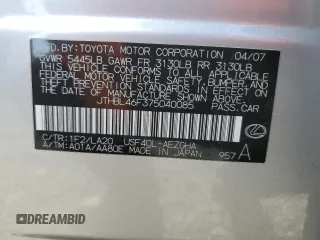 MFD. BY: TOYOTA MOTOR CORPORATION 04/07
GVWR 5445LB GAWR FR 3130LB RR 3130LB
THIS VEHICLE CONFORMS TO ALL APPLICABLE
FEDERAL MOTOR VEHICLE SAFETY,
BUMPER, AND THEFT PREVENTION STANDARDS
IN EFFECT ON THE DATE OF
MANUFACTURE SHOWN ABOVE.
JTHBL46F375040085 PASS.CAR
C/TR: 1F2/LA20 USF40L-AEZGHA
A/TM: A01A/AA80E MADE IN JAPAN 957A
DREAMBID